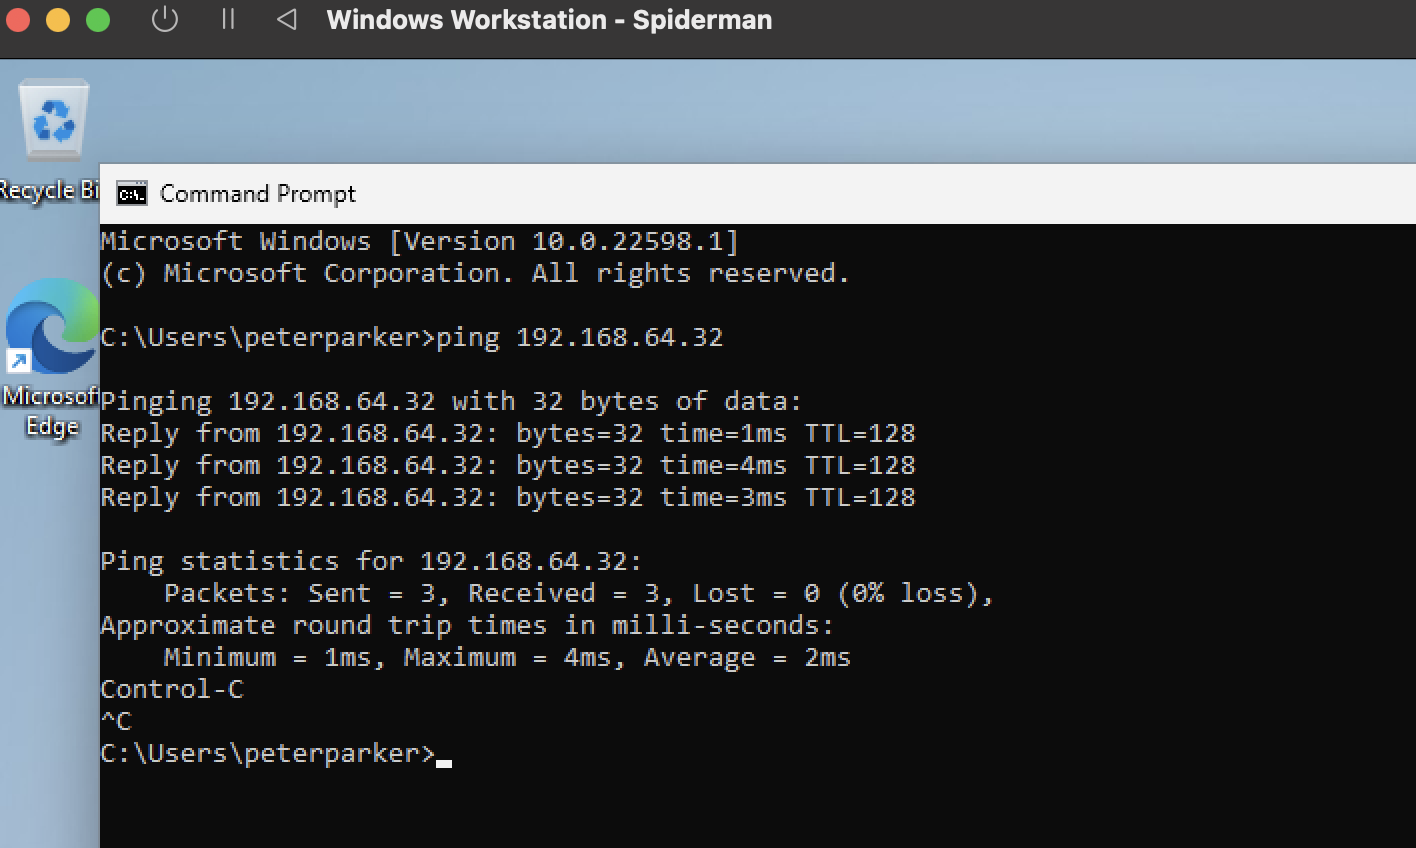 Windows Workstation - Spiderman
Recycle Bi
Microsoft
Edge
Command Prompt
Microsoft Windows [Version 10.0.22598.1]
(c) Microsoft Corporation. All rights reserved.
C:\Users\peterparker>ping 192.168.64.32
Pinging 192.168.64.32 with 32 bytes of data:
Reply from 192.168.64.32: bytes=32 time=1ms TTL=128
Reply from 192.168.64.32: bytes=32 time=4ms TTL=128
Reply from 192.168.64.32: bytes=32 time=3ms TTL=128
Ping statistics for 192.168.64.32:
    Packets: Sent = 3, Received = 3, Lost = 0 (0% loss),
Approximate round trip times in milli-seconds:
    Minimum = 1ms, Maximum = 4ms, Average = 2ms
Control-C
^C
C:\Users\peterparker>